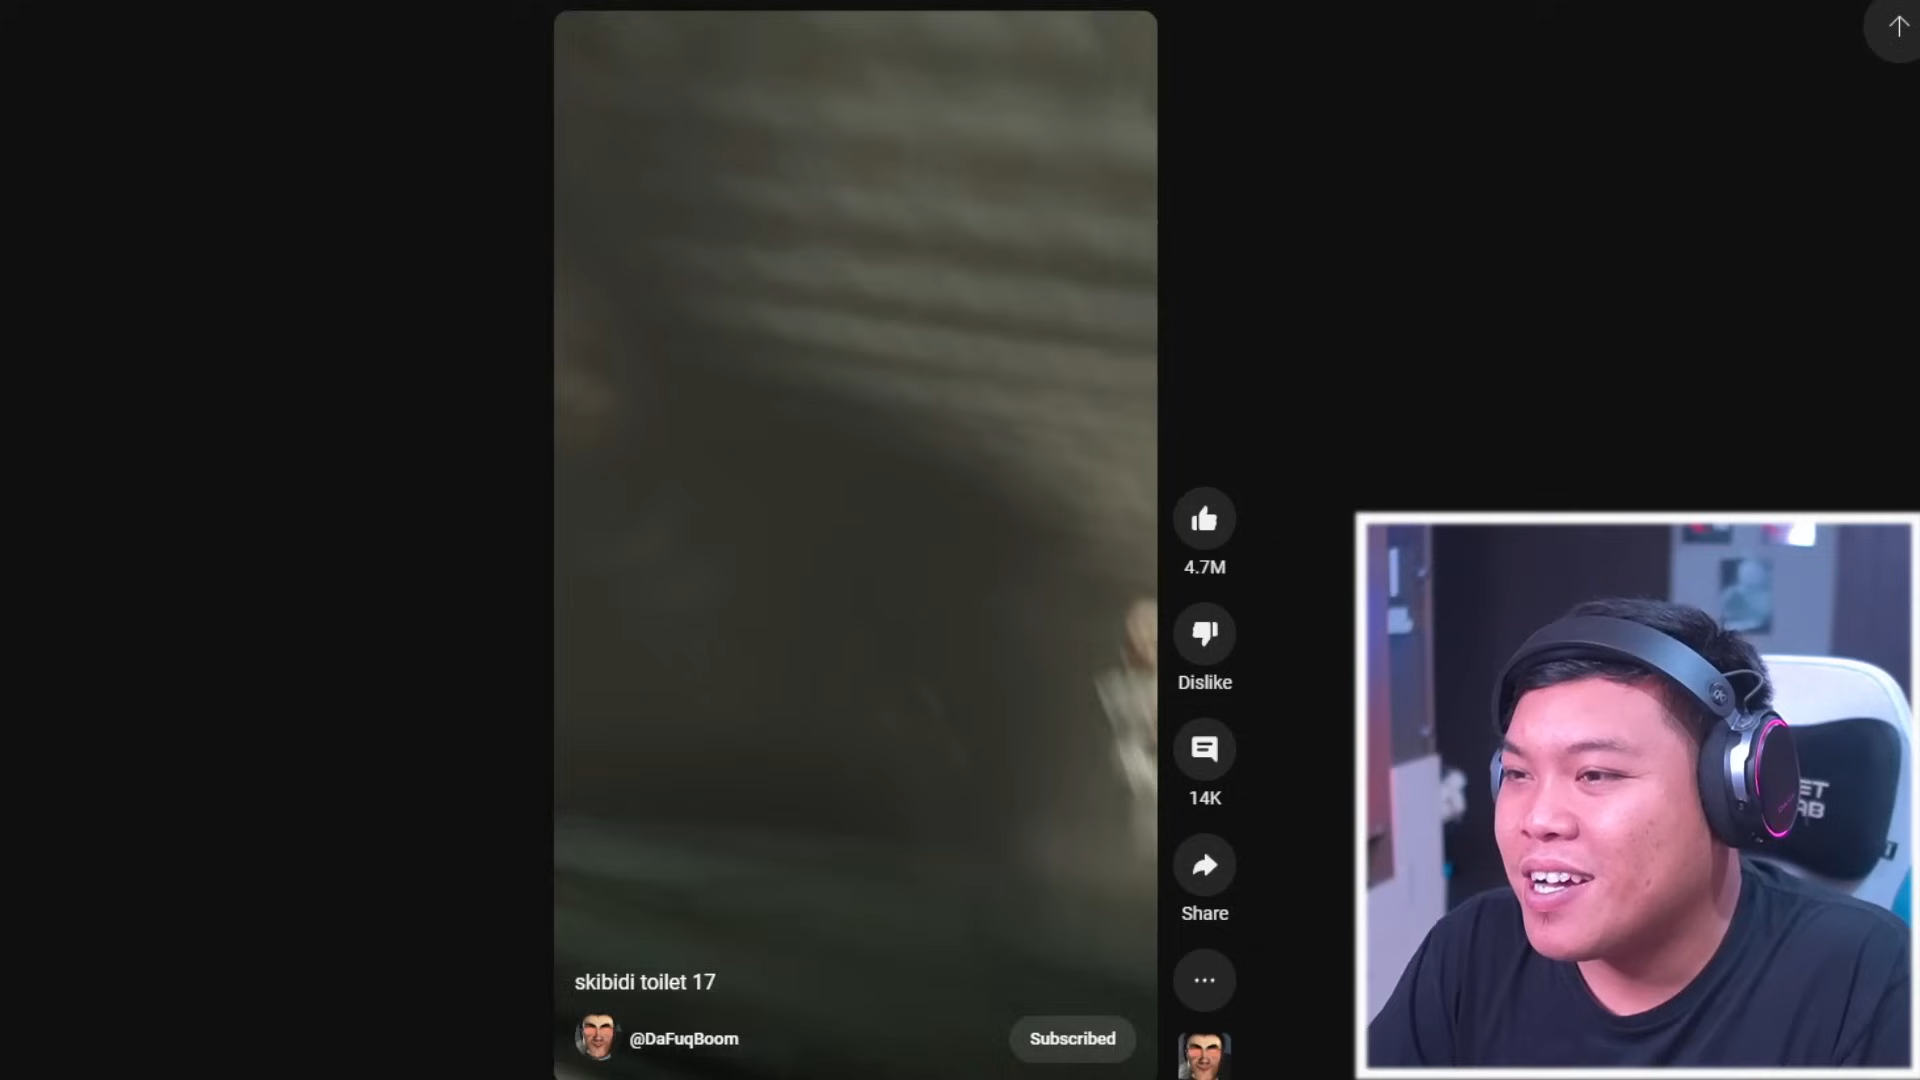 4.7M
Dislike
14K
Share
skibidi toilet 17
@DaFuqBoom
Subscribed